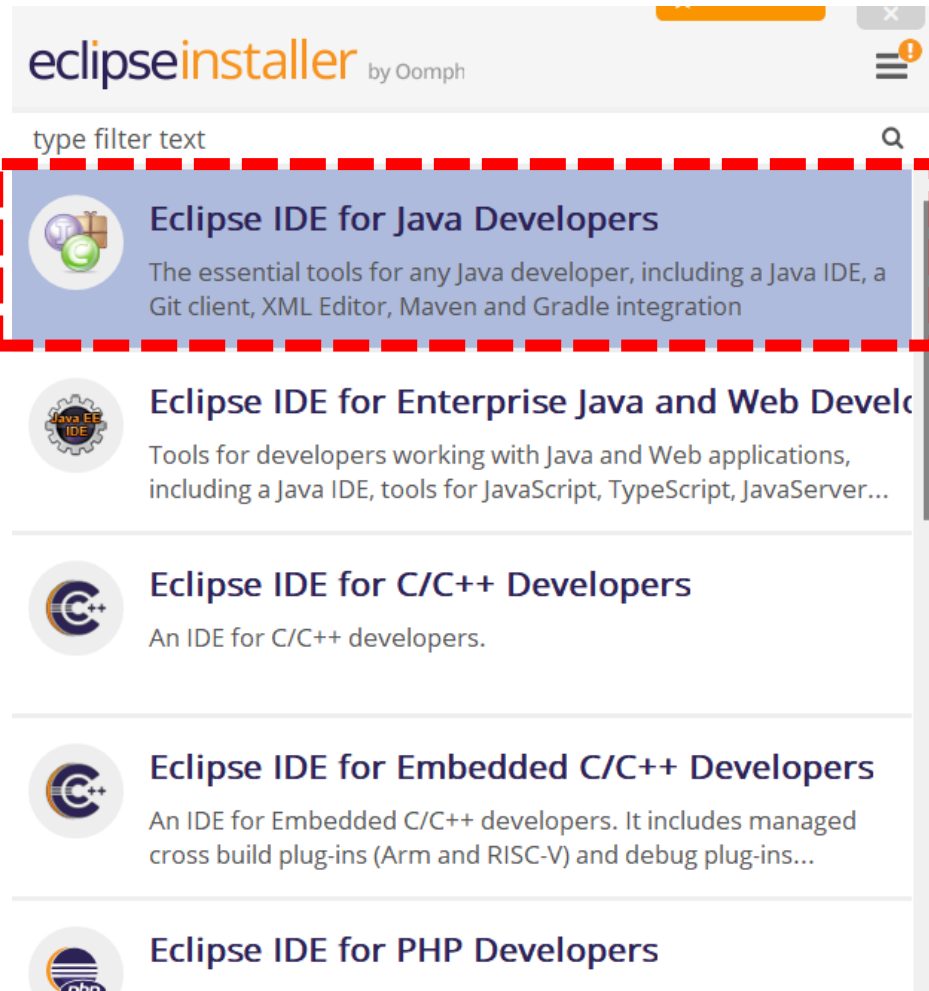 eclipseinstaller by Oomph
type filter text
Eclipse IDE for Java Developers
The essential tools for any Java developer, including a Java IDE, a
Git client, XML Editor, Maven and Gradle integration
Java EE
IDE
Eclipse IDE for Enterprise Java and Web Develo
Tools for developers working with Java and Web applications,
including a Java IDE, tools for JavaScript, TypeScript, JavaServer...
C++
Eclipse IDE for C/C++ Developers
An IDE for C/C++ developers.
C++
Eclipse IDE for Embedded C/C++ Developers
An IDE for Embedded C/C++ developers. It includes managed
cross build plug-ins (Arm and RISC-V) and debug plug-ins...
php
Eclipse IDE for PHP Developers